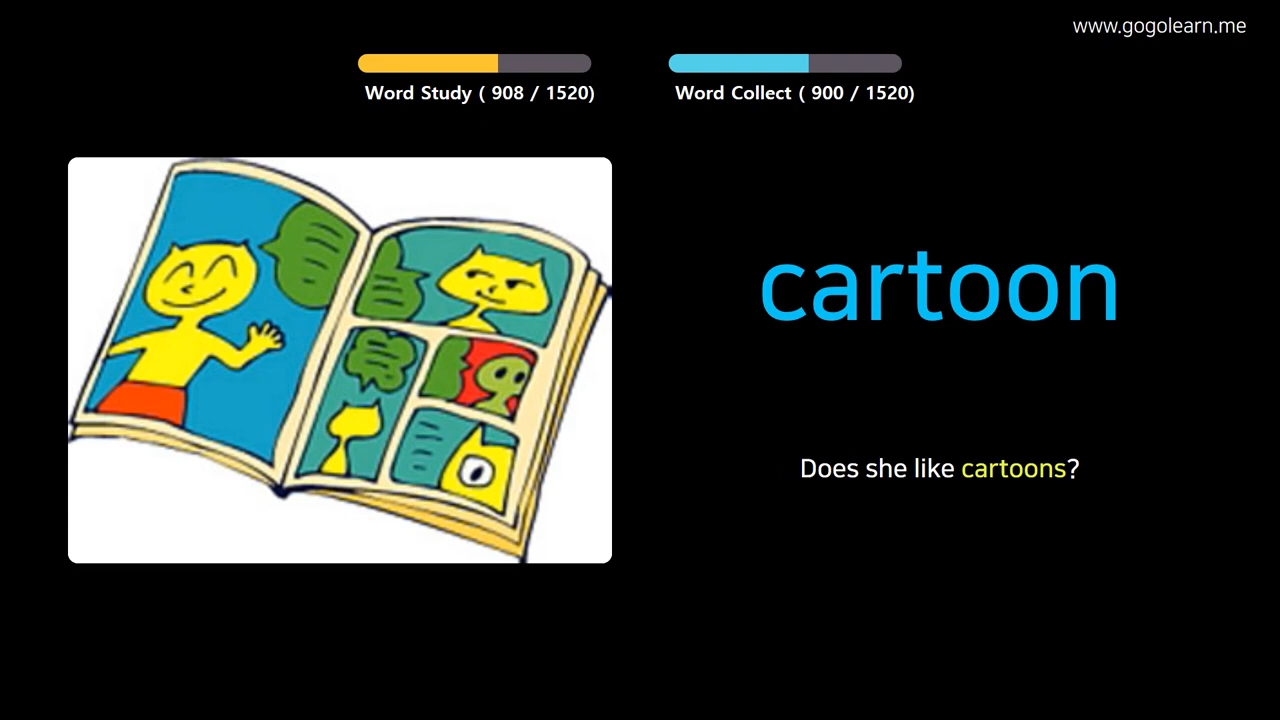 www.gogolearn.me
Word Study ( 908 / 1520)
Word Collect ( 900 / 1520)
cartoon
Does she like cartoons?